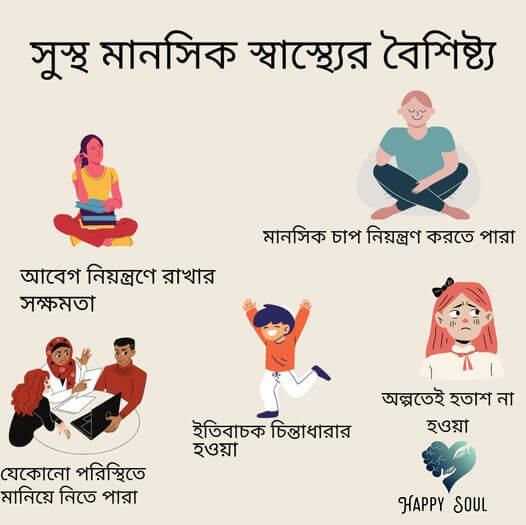 সুস্থ মানসিক স্বাস্থ্যের বৈশিষ্ট্য
মানসিক চাপ নিয়ন্ত্রণ করতে পারা
আবেগ নিয়ন্ত্রণে রাখার
সক্ষমতা
অল্পতেই হতাশ না
হওয়া
ইতিবাচক চিন্তাধারার
হওয়া
যেকোনো পরিস্থিতে
মানিয়ে নিতে পারা
HAPPY SOUL